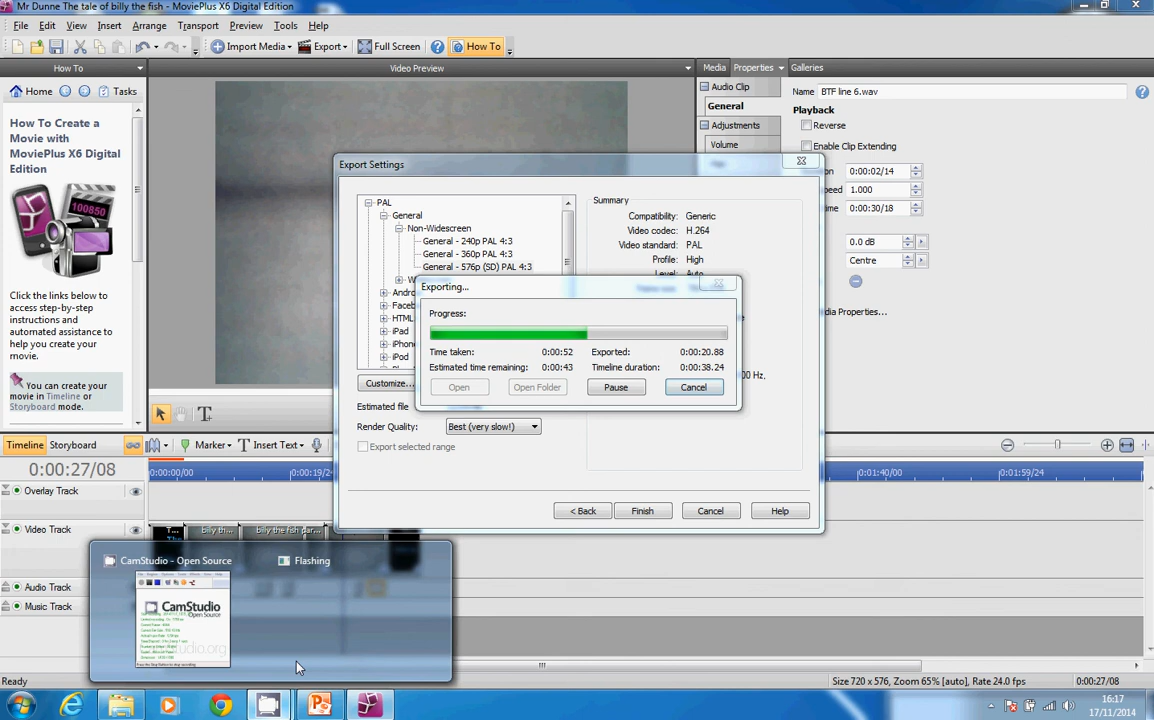 Mr Dunne The tale of billy the fish - MoviePlus X6 Digital Edition
File Edit View Insert Arrange Transport Preview Tools Help
Import Media Export Full Screen ? How To
How To
Video Preview
Media Properties Galleries
Home Tasks
How To Create a
Movie with
MoviePlus X6 Digital
Edition
100850
Click the links below to
access step-by-step
instructions and
automated assistance to
help you create your
movie.
You can create your
movie in Timeline or
Storyboard mode.
Audio Clip
General
Adjustments
Volume
Name BTF line 6.wav
Playback
Reverse
Enable Clip Extending
0:00:02/14
1.000
0:00:30/18
0.0 dB
Centre
Export Settings
PAL
General
Non-Widescreen
General - 240p PAL 4:3
General - 360p PAL 4:3
General - 576p (SD) PAL 4:3
HTML
iPad
iPod
Customize...
Estimated file
Render Quality: Best (very slow!)
Export selected range
Summary
Compatibility: Generic
Video codec: H.264
Video standard: PAL
Profile: High
Level: Auto
Exporting...
Progress:
Time taken: 0:00:52 Exported: 0:00:20.88
Estimated time remaining: 0:00:43 Timeline duration: 0:00:38.24
Open Open Folder Pause Cancel
< Back Finish Cancel Help
Timeline Storyboard Marker Insert Text
0:00:27/08
0:00:00/00 0:01:40/00 0:01:59/24
Overlay Track
Video Track
billy the fish dar...
Audio Track
Music Track
CamStudio - Open Source Flashing
CamStudio
Open Source
Ready
Size 720 x 576, Zoom 65% [auto], Rate 24.0 fps 0:00:27/08
16:17
17/11/2014